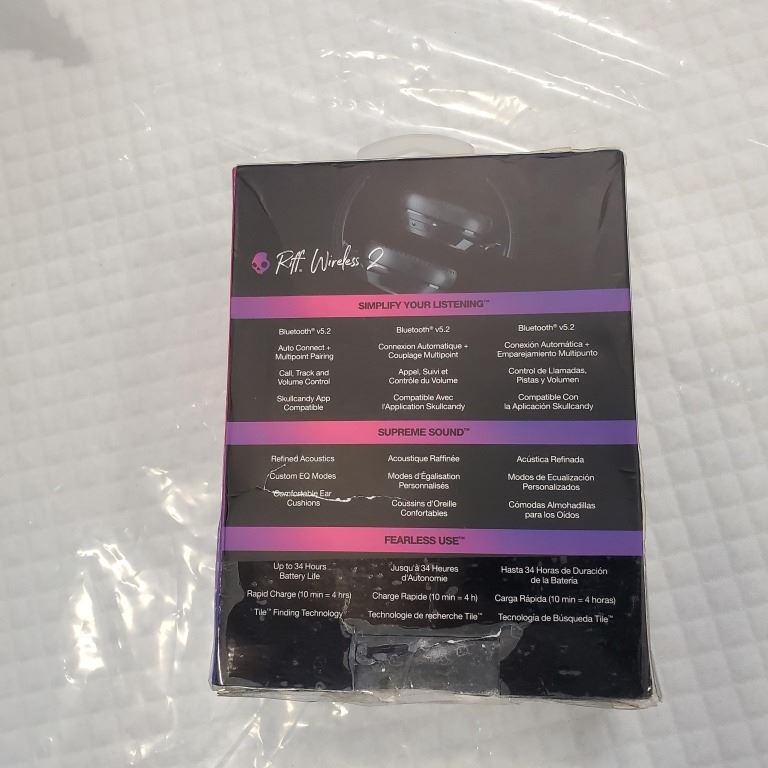 Riff Wireless 2
SIMPLIFY YOUR LISTENING™
Bluetooth® v5.2
Auto Connect +
Multipoint Pairing
Call, Track and
Volume Control
Skullcandy App
Compatible
Bluetooth® v5.2
Connexion Automatique +
Couplage Multipoint
Appel, Suivi et
Contrôle du Volume
Compatible Avec
l'Application Skullcandy
Bluetooth® v5.2
Conexión Automática +
Emparejamiento Multipunto
Control de Llamadas,
Pistas y Volumen
Compatible Con
la Aplicación Skullcandy
SUPREME SOUND™
Refined Acoustics
Custom EQ Modes
Comfortable Ear
Cushions
Acoustique Raffinée
Modes d'Égalisation
Personnalisés
Coussins d'Oreille
Confortables
Acústica Refinada
Modos de Ecualización
Personalizados
Cómodas Almohadillas
para los Oídos
FEARLESS USE™
Up to 34 Hours
Battery Life
Rapid Charge (10 min = 4 hrs)
Tile™ Finding Technology
Jusqu'à 34 Heures
d'Autonomie
Charge Rapide (10 min = 4 h)
Technologie de recherche Tile™
Hasta 34 Horas de Duración
de la Batería
Carga Rápida (10 min = 4 horas)
Tecnología de Búsqueda Tile™